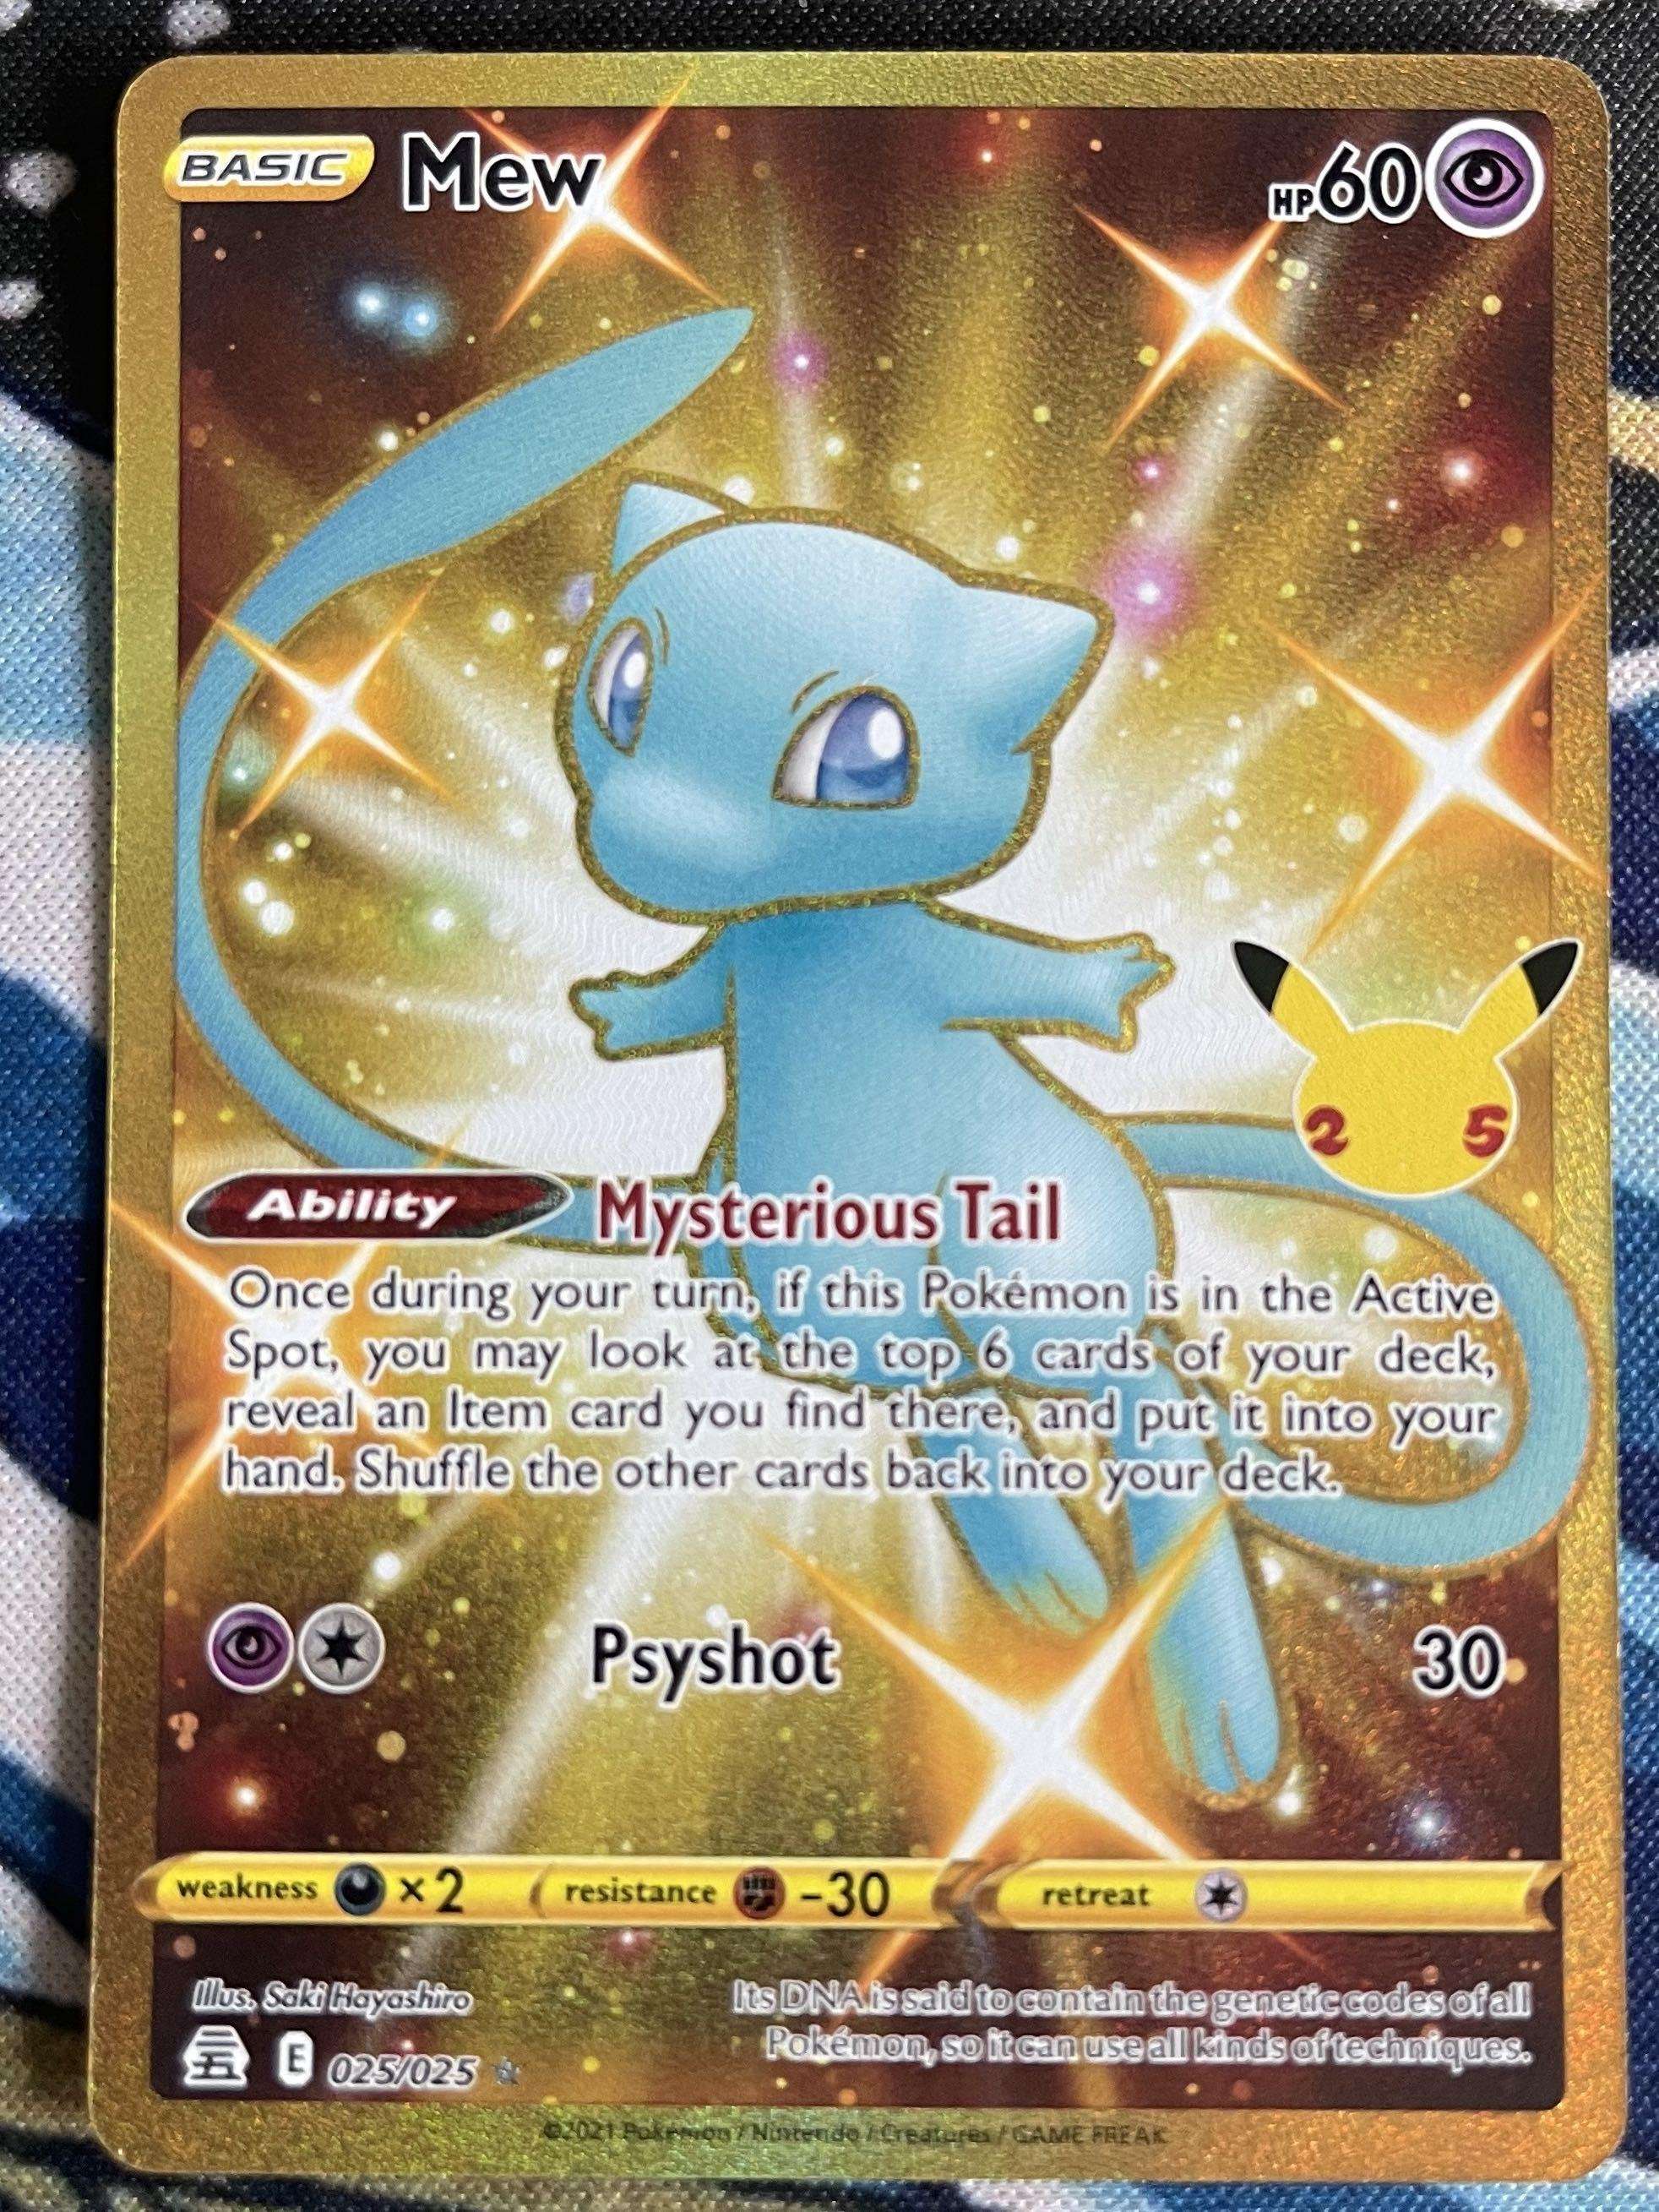 BASIC Mew HP 60
2 5
Ability Mysterious Tail
Once during your turn, if this Pokémon is in the Active
Spot, you may look at the top 6 cards of your deck,
reveal an Item card you find there, and put it into your
hand. Shuffle the other cards back into your deck.
Psyshot 30
weakness ×2 resistance -30 retreat
Illus. Saki Hayashiro
Its DNA is said to contain the genetic codes of all
Pokémon, so it can use all kinds of techniques.
E 025/025
©2021 Pokémon / Nintendo / Creatures / GAME FREAK